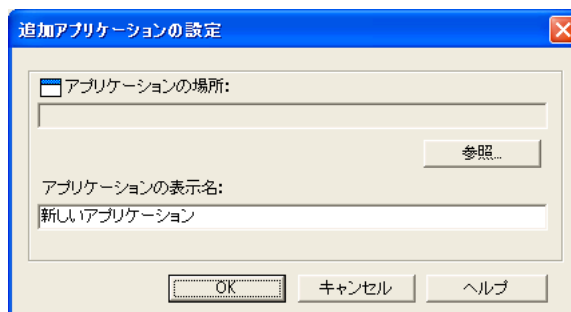 追加アプリケーションの設定
アプリケーションの場所:
参照...
アプリケーションの表示名:
新しいアプリケーション
OK
キャンセル
ヘルプ